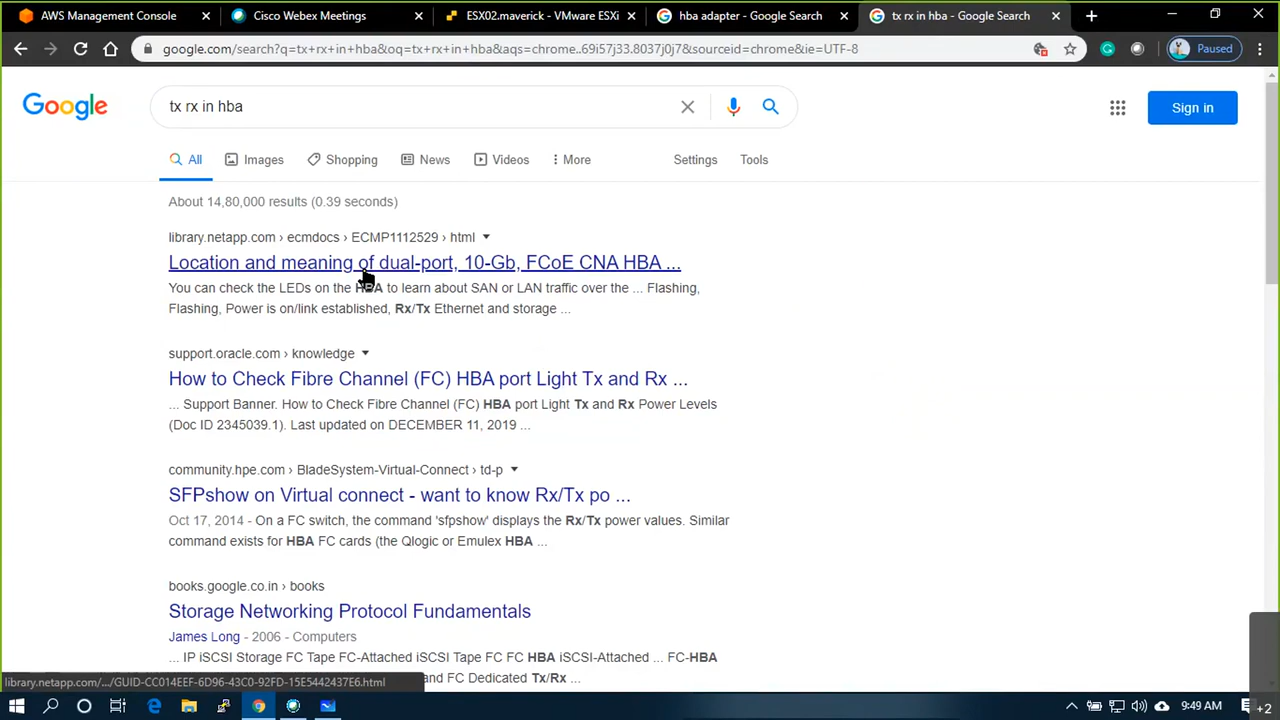 AWS Management Console
Cisco Webex Meetings
ESX02.maverick - VMware ESXi
hba adapter - Google Search
tx rx in hba - Google Search
google.com/search?q=tx+rx+in+hba&oq=tx+rx+in+hba&aqs=chrome..69i57j33.8037j0j7&sourceid=chrome&ie=UTF-8
Paused
Google
tx rx in hba
Sign in
All
Images
Shopping
News
Videos
More
Settings
Tools
About 14,80,000 results (0.39 seconds)
library.netapp.com › ecmdocs › ECMP1112529 › html
Location and meaning of dual-port, 10-Gb, FCoE CNA HBA ...
You can check the LEDs on the HBA to learn about SAN or LAN traffic over the ... Flashing,
Flashing, Power is on/link established, Rx/Tx Ethernet and storage ...
support.oracle.com › knowledge
How to Check Fibre Channel (FC) HBA port Light Tx and Rx ...
... Support Banner. How to Check Fibre Channel (FC) HBA port Light Tx and Rx Power Levels
(Doc ID 2345039.1). Last updated on DECEMBER 11, 2019 ...
community.hpe.com › BladeSystem-Virtual-Connect › td-p
SFPshow on Virtual connect - want to know Rx/Tx po ...
Oct 17, 2014 - On a FC switch, the command 'sfpshow' displays the Rx/Tx power values. Similar
command exists for HBA FC cards (the Qlogic or Emulex HBA ...
books.google.co.in › books
Storage Networking Protocol Fundamentals
James Long - 2006 - Computers
... IP iSCSI Storage FC Tape FC-Attached iSCSI Tape FC FC HBA iSCSI-Attached ... FC-HBA
and FC Dedicated Tx/Rx ...
library.netapp.com/.../GUID-CC014EEF-6D96-43C0-92FD-15E5442437E6.html
9:49 AM
+2